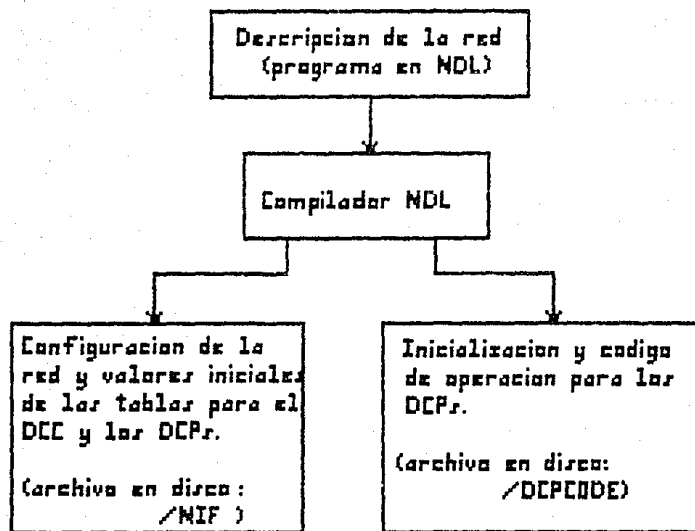 Descripcion de la red
(programa en NDL)
Compilador NDL
Configuracion de la
red y valores iniciales
de las tablas para el
DCC y los DCPs.
(archivo en disco:
/NIF )
Inicializacion y codigo
de operacion para los
DCPs.
(archivo en disco:
/DCPCODE)